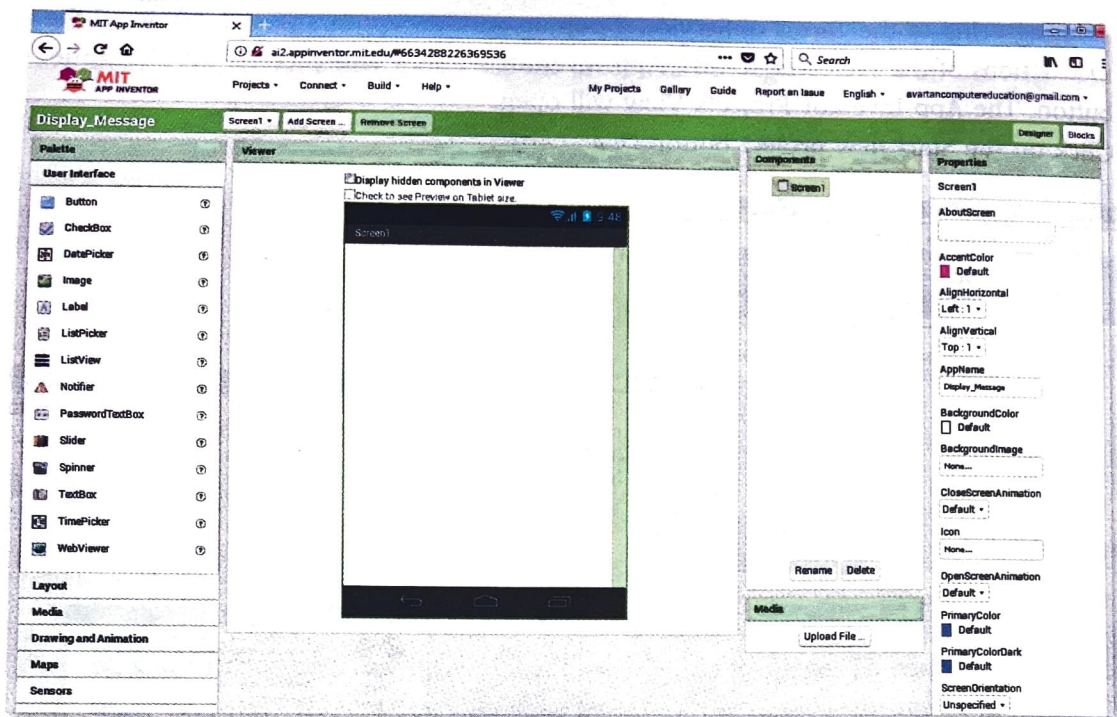 MIT App Inventor
ai2.appinventor.mit.edu/#6634288226369536
Search
MIT
APP INVENTOR
Projects
Connect
Build
Help
My Projects
Gallery
Guide
Report an Issue
English
avartancomputereducation@gmail.com
Display_Message
Screen1
Add Screen ...
Remove Screen
Designer
Blocks
Palette
User Interface
Button
CheckBox
DatePicker
Image
Label
ListPicker
ListView
Notifier
PasswordTextBox
Slider
Spinner
TextBox
TimePicker
WebViewer
Layout
Media
Drawing and Animation
Maps
Sensors
Viewer
Display hidden components in Viewer
Check to see Preview on Tablet size.
9:48
Screen1
Components
Screen1
Rename
Delete
Media
Upload File ...
Properties
Screen1
AboutScreen
AccentColor
Default
AlignHorizontal
Left : 1
AlignVertical
Top : 1
AppName
Display_Message
BackgroundColor
Default
BackgroundImage
None...
CloseScreenAnimation
Default
Icon
None...
OpenScreenAnimation
Default
PrimaryColor
Default
PrimaryColorDark
Default
ScreenOrientation
Unspecified